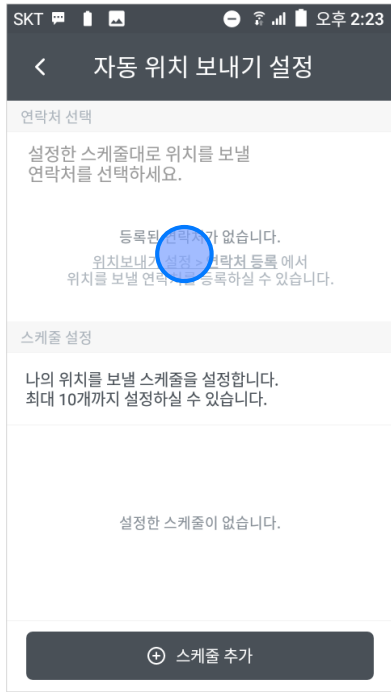 SKT 오후 2:23
자동 위치 보내기 설정
연락처 선택
설정한 스케줄대로 위치를 보낼
연락처를 선택하세요.
등록된 연락처가 없습니다.
위치보내기 설정 > 연락처 등록 에서
위치를 보낼 연락처를 등록하실 수 있습니다.
스케줄 설정
나의 위치를 보낼 스케줄을 설정합니다.
최대 10개까지 설정하실 수 있습니다.
설정한 스케줄이 없습니다.
스케줄 추가